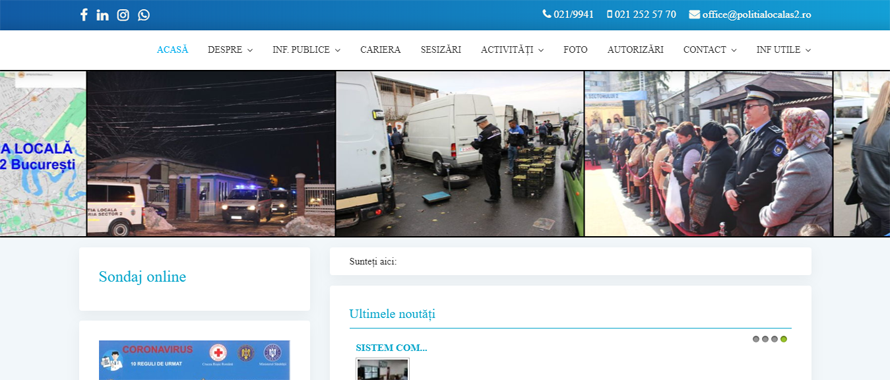 021/9941 021 252 57 70 office@politialocalas2.ro
ACASĂ DESPRE INF. PUBLICE CARIERA SESIZĂRI ACTIVITĂȚI FOTO AUTORIZĂRI CONTACT INF UTILE
IA LOCALĂ
2 București
Sondaj online
Sunteți aici:
Ultimele noutăți
SISTEM COM...
CORONAVIRUS
10 REGULI DE URMAT